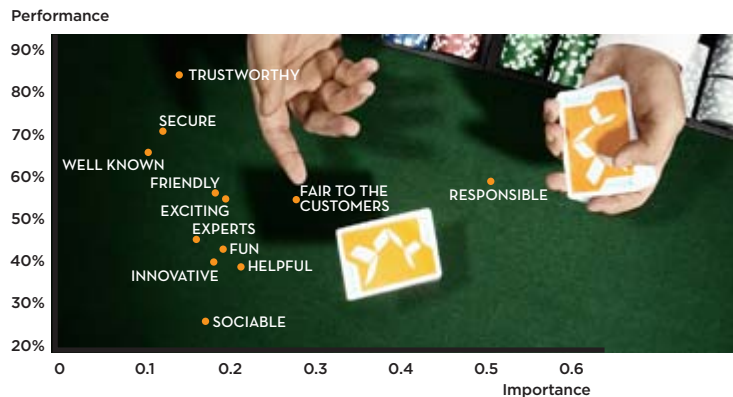 Performance
90%
TRUSTWORTHY
80%
SECURE
70%
WELL KNOWN
60%
FRIENDLY
FAIR TO THE
CUSTOMERS
RESPONSIBLE
EXCITING
50%
EXPERTS
FUN
40%
HELPFUL
INNOVATIVE
30%
SOCIABLE
20%
0 0.1 0.2 0.3 0.4 0.5 0.6
Importance